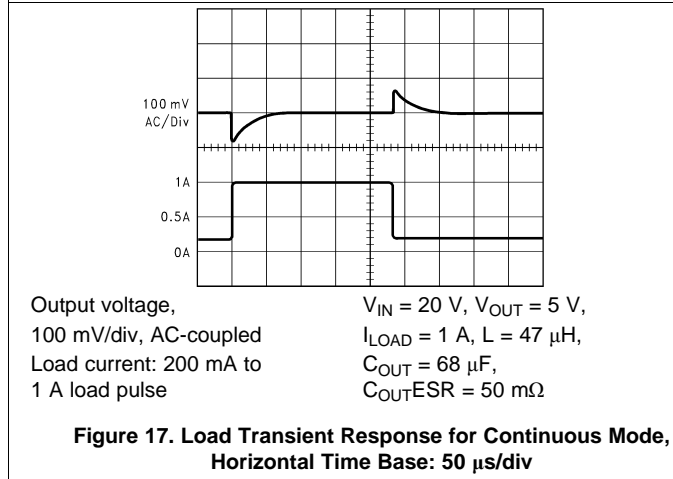 100 mV
AC/Div
1A
0.5A
0A
Output voltage,
100 mV/div, AC-coupled
Load current: 200 mA to
1 A load pulse
V_IN = 20 V, V_OUT = 5 V,
I_LOAD = 1 A, L = 47 μH,
C_OUT = 68 μF,
C_OUTESR = 50 mΩ
Figure 17. Load Transient Response for Continuous Mode,
Horizontal Time Base: 50 μs/div